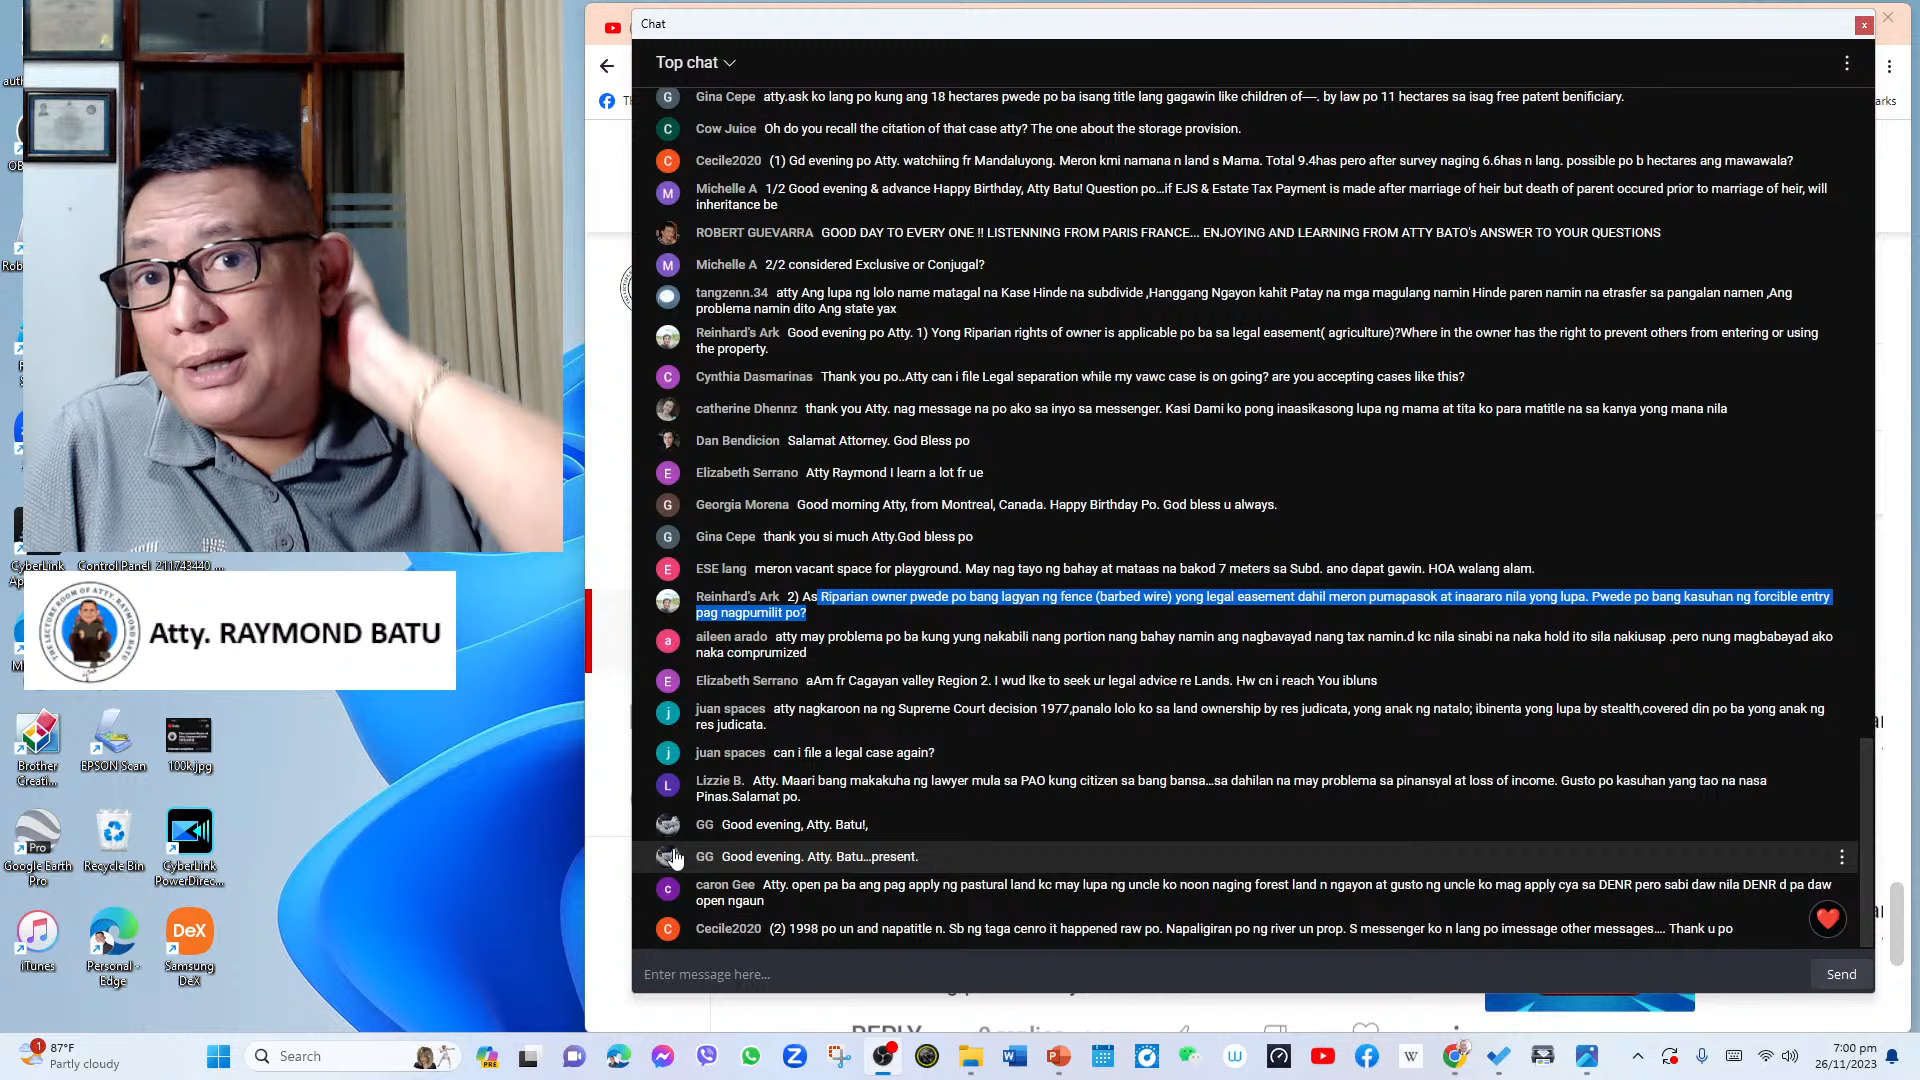 Chat
Top chat
Gina Cepe atty.ask ko lang po kung ang 18 hectares pwede po ba isang title lang gagawin like children of----. by law po 11 hectares sa isag free patent benificiary.
Cow Juice Oh do you recall the citation of that case atty? The one about the storage provision.
Cecile2020 (1) Gd evening po Atty. watchiing fr Mandaluyong. Meron kmi namana n land s Mama. Total 9.4has pero after survey naging 6.6has n lang. possible po b hectares ang mawawala?
Michelle A 1/2 Good evening & advance Happy Birthday, Atty Batu! Question po...if EJS & Estate Tax Payment is made after marriage of heir but death of parent occured prior to marriage of heir, will
inheritance be
ROBERT GUEVARRA GOOD DAY TO EVERY ONE !! LISTENNING FROM PARIS FRANCE... ENJOYING AND LEARNING FROM ATTY BATO's ANSWER TO YOUR QUESTIONS
Michelle A 2/2 considered Exclusive or Conjugal?
tangzenn.34 atty Ang lupa ng lolo name matagal na Kase Hinde na subdivide ,Hanggang Ngayon kahit Patay na mga magulang namin Hinde paren namin na etrasfer sa pangalan namen ,Ang
problema namin dito Ang state yax
Reinhard's Ark Good evening po Atty. 1) Yong Riparian rights of owner is applicable po ba sa legal easement( agriculture)?Where in the owner has the right to prevent others from entering or using
the property.
Cynthia Dasmarinas Thank you po..Atty can i file Legal separation while my vawc case is on going? are you accepting cases like this?
catherine Dhennz thank you Atty. nag message na po ako sa inyo sa messenger. Kasi Dami ko pong inaasikasong lupa ng mama at tita ko para matitle na sa kanya yong mana nila
Dan Bendicion Salamat Attorney. God Bless po
Elizabeth Serrano Atty Raymond I learn a lot fr ue
Georgia Morena Good morning Atty, from Montreal, Canada. Happy Birthday Po. God bless u always.
Gina Cepe thank you si much Atty.God bless po
ESE lang meron vacant space for playground. May nag tayo ng bahay at mataas na bakod 7 meters sa Subd. ano dapat gawin. HOA walang alam.
Reinhard's Ark 2) As Riparian owner pwede po bang lagyan ng fence (barbed wire) yong legal easement dahil meron pumapasok at inaararo nila yong lupa. Pwede po bang kasuhan ng forcible entry
pag nagpumilit po?
aileen arado atty may problema po ba kung yung nakabili nang portion nang bahay namin ang nagbavayad nang tax namin.d kc nila sinabi na naka hold ito sila nakiusap .pero nung magbabayad ako
naka comprumized
Elizabeth Serrano aAm fr Cagayan valley Region 2. I wud lke to seek ur legal advice re Lands. Hw cn i reach You ibluns
juan spaces atty nagkaroon na ng Supreme Court decision 1977,panalo lolo ko sa land ownership by res judicata, yong anak ng natalo; ibinenta yong lupa by stealth,covered din po ba yong anak ng
res judicata.
juan spaces can i file a legal case again?
Lizzie B. Atty. Maari bang makakuha ng lawyer mula sa PAO kung citizen sa bang bansa...sa dahilan na may problema sa pinansyal at loss of income. Gusto po kasuhan yang tao na nasa
Pinas.Salamat po.
GG Good evening, Atty. Batu!,
GG Good evening. Atty. Batu...present.
caron Gee Atty. open pa ba ang pag apply ng pastural land kc may lupa ng uncle ko noon naging forest land n ngayon at gusto ng uncle ko mag apply cya sa DENR pero sabi daw nila DENR d pa daw
open ngaun
Cecile2020 (2) 1998 po un and napatitle n. Sb ng taga cenro it happened raw po. Napaligiran po ng river un prop. S messenger ko n lang po imessage other messages.... Thank u po
Enter message here...
Send
Atty. RAYMOND BATU
CyberLink
Control Panel
211743440....
Brother
Creati...
EPSON Scan
100k.jpg
Google Earth
Pro
Recycle Bin
CyberLink
PowerDirec...
iTunes
Personal -
Edge
Samsung
DeX
87°F
Partly cloudy
Search
7:00 pm
26/11/2023